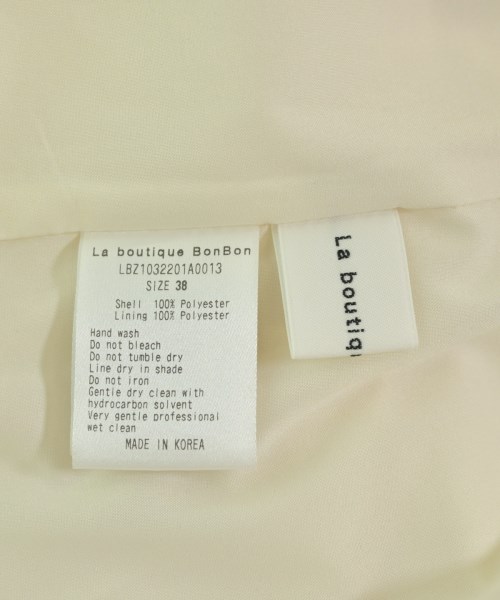 La boutique BonBon
LBZ1032201A0013
SIZE 38
Shell 100% Polyester
Lining 100% Polyester
Hand wash
Do not bleach
Do not tumble dry
Line dry in shade
Do not iron
Gentle dry clean with
hydrocarbon solvent
Very gentle professional
wet clean
MADE IN KOREA
La boutiq